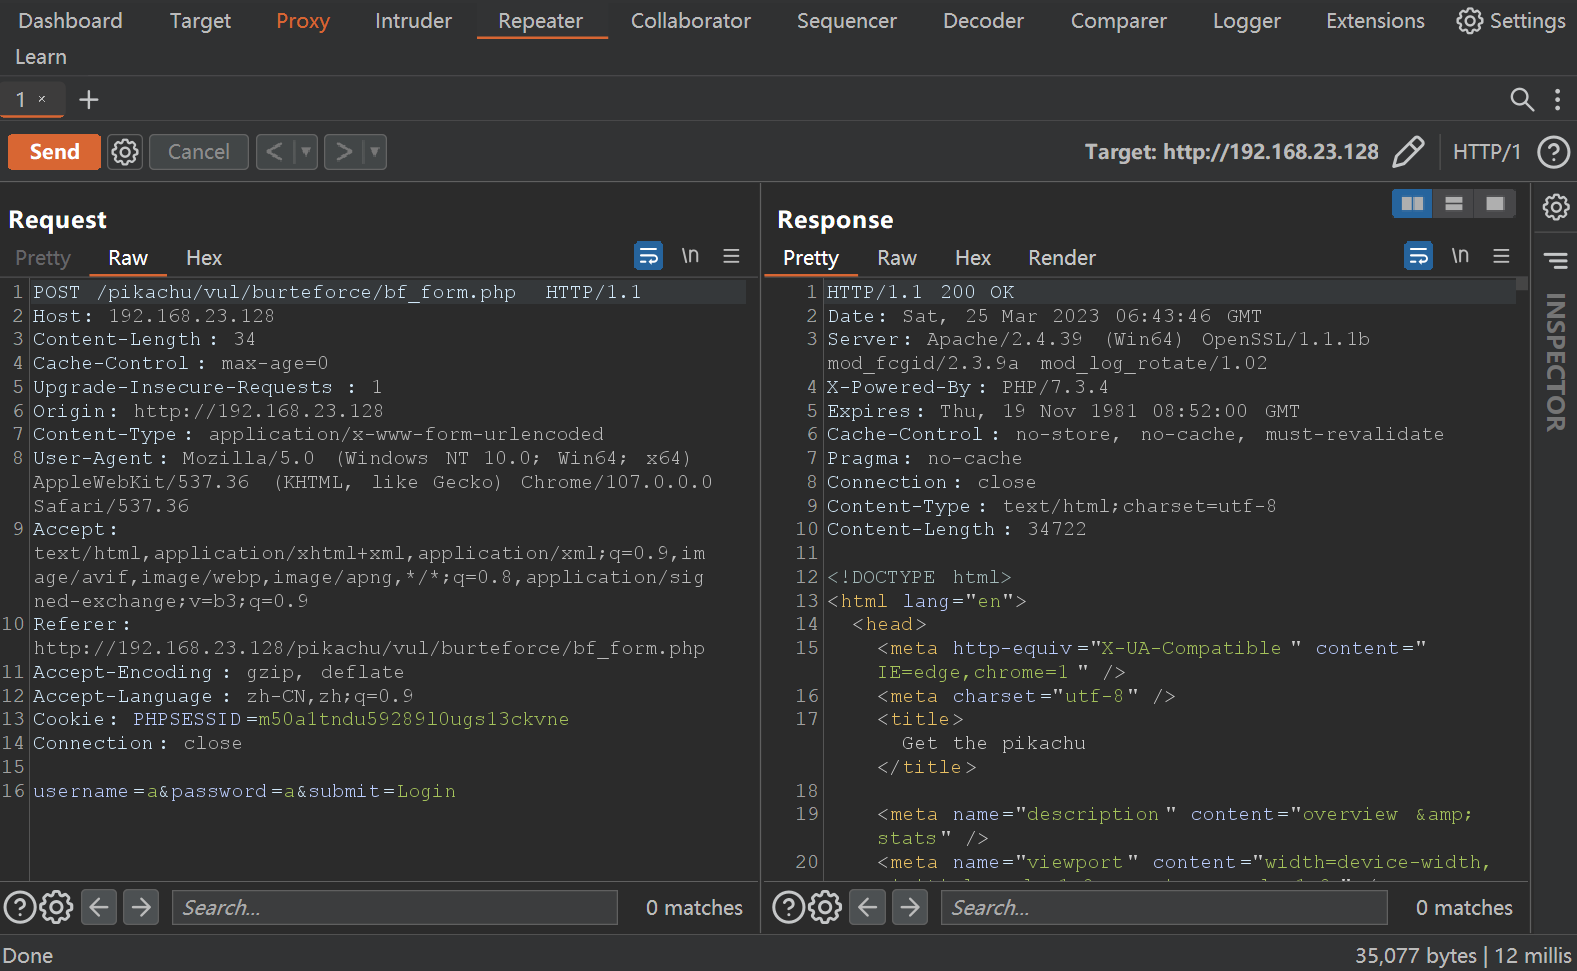 Dashboard Target Proxy Intruder Repeater Collaborator Sequencer Decoder Comparer Logger Extensions Settings
Learn
1 × +
Send Cancel < > Target: http://192.168.23.128 HTTP/1 ?
Request
Pretty Raw Hex \n
1 POST /pikachu/vul/burteforce/bf_form.php HTTP/1.1
2 Host: 192.168.23.128
3 Content-Length: 34
4 Cache-Control: max-age=0
5 Upgrade-Insecure-Requests: 1
6 Origin: http://192.168.23.128
7 Content-Type: application/x-www-form-urlencoded
8 User-Agent: Mozilla/5.0 (Windows NT 10.0; Win64; x64)
AppleWebKit/537.36 (KHTML, like Gecko) Chrome/107.0.0.0
Safari/537.36
9 Accept:
text/html,application/xhtml+xml,application/xml;q=0.9,im
age/avif,image/webp,image/apng,*/*;q=0.8,application/sig
ned-exchange;v=b3;q=0.9
10 Referer:
http://192.168.23.128/pikachu/vul/burteforce/bf_form.php
11 Accept-Encoding: gzip, deflate
12 Accept-Language: zh-CN,zh;q=0.9
13 Cookie: PHPSESSID=m50a1tndu59289l0ugs13ckvne
14 Connection: close
15
16 username=a&password=a&submit=Login
? Search... 0 matches
Response
Pretty Raw Hex Render \n
1 HTTP/1.1 200 OK
2 Date: Sat, 25 Mar 2023 06:43:46 GMT
3 Server: Apache/2.4.39 (Win64) OpenSSL/1.1.1b
mod_fcgid/2.3.9a mod_log_rotate/1.02
4 X-Powered-By: PHP/7.3.4
5 Expires: Thu, 19 Nov 1981 08:52:00 GMT
6 Cache-Control: no-store, no-cache, must-revalidate
7 Pragma: no-cache
8 Connection: close
9 Content-Type: text/html;charset=utf-8
10 Content-Length: 34722
11
12 <!DOCTYPE html>
13 <html lang="en">
14 <head>
15 <meta http-equiv="X-UA-Compatible" content="
IE=edge,chrome=1" />
16 <meta charset="utf-8" />
17 <title>
Get the pikachu
</title>
18
19 <meta name="description" content="overview &amp;
stats" />
20 <meta name="viewport" content="width=device-width,
? Search... 0 matches
INSPECTOR
Done 35,077 bytes | 12 millis